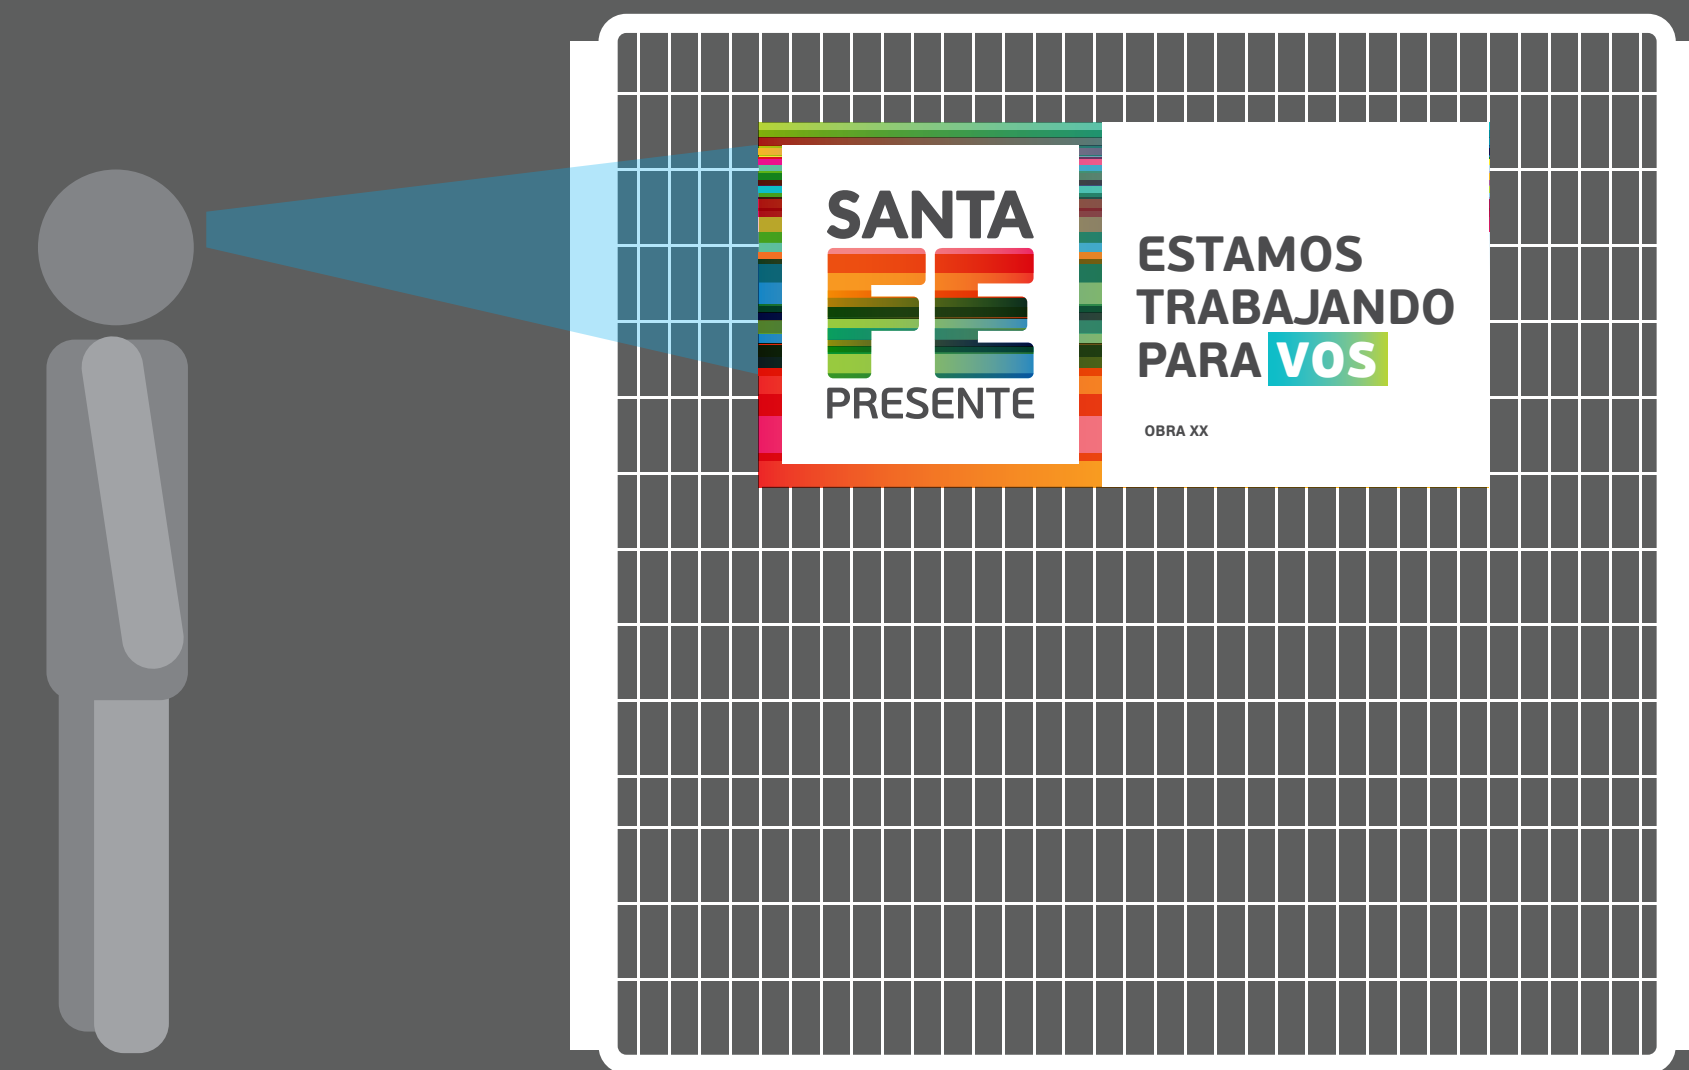 SANTA
FE
PRESENTE
ESTAMOS
TRABAJANDO
PARA VOS
OBRA XX